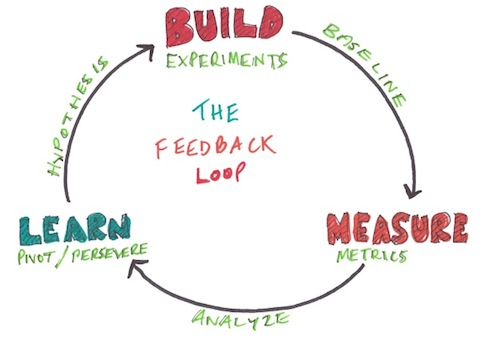 BUILD
EXPERIMENTS
HYPOTHESIS
BASELINE
THE
FEEDBACK
LOOP
LEARN
PIVOT/PERSEVERE
MEASURE
METRICS
ANALYZE